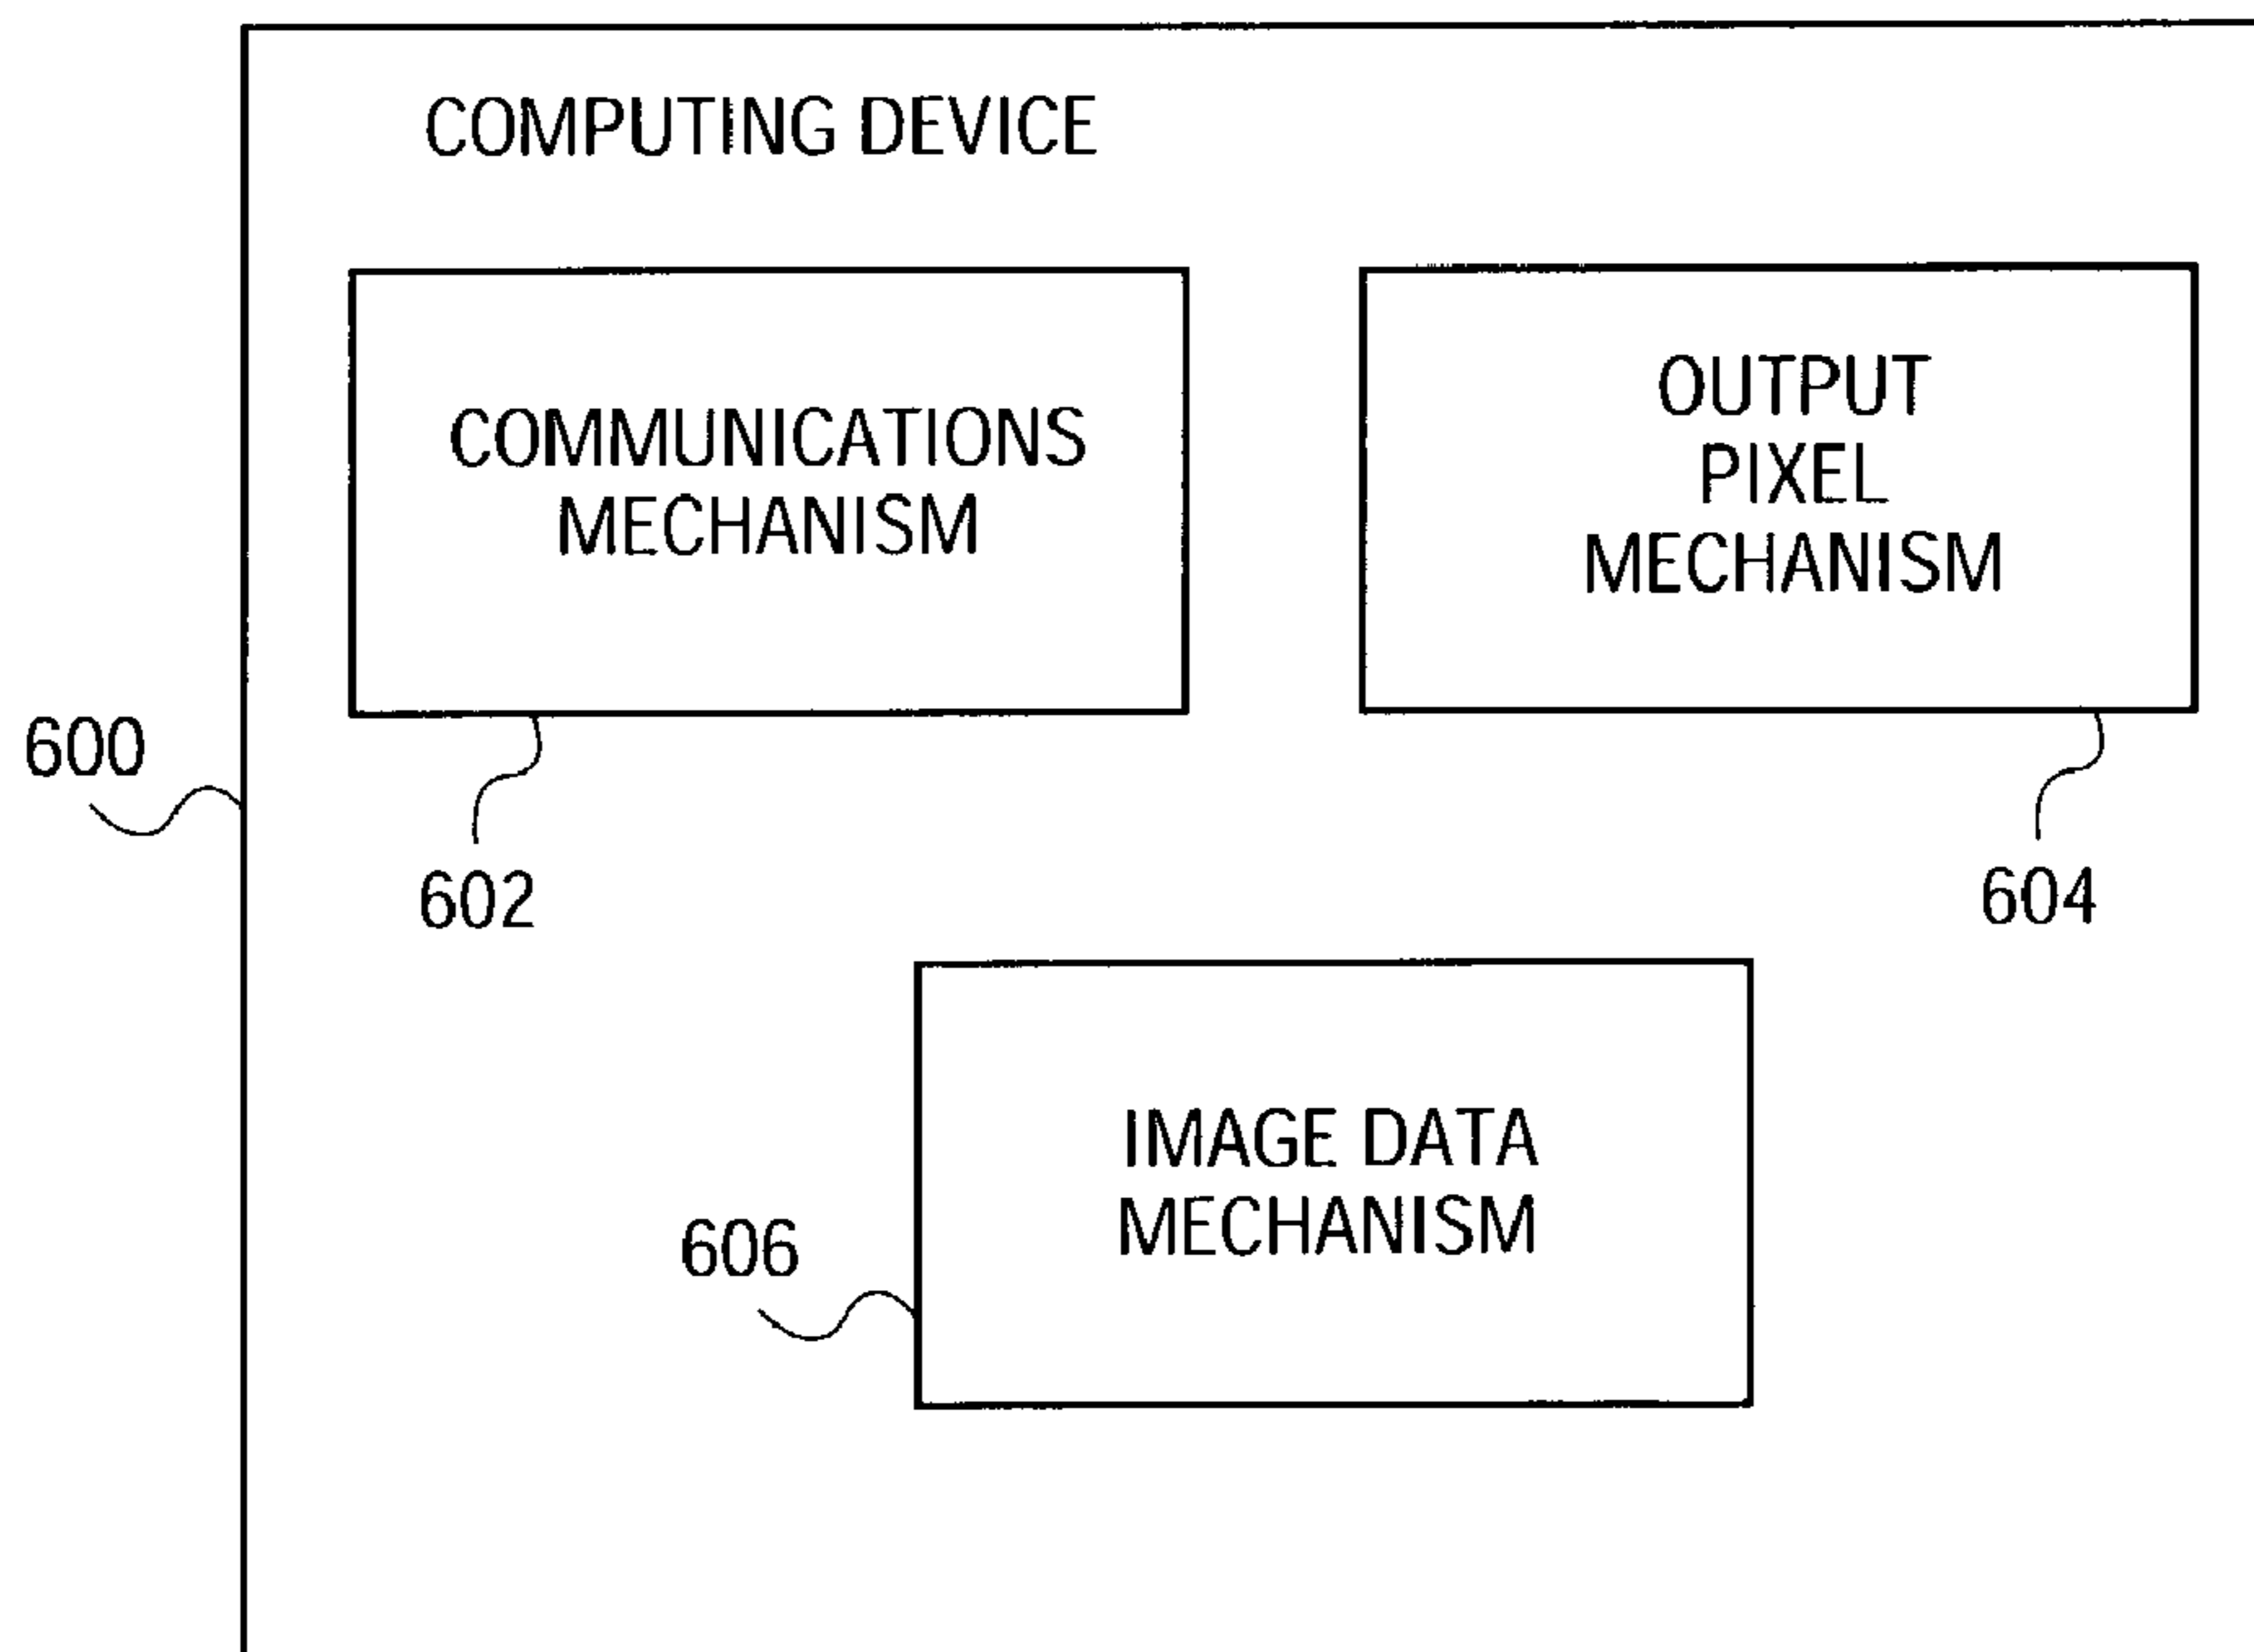 COMPUTING DEVICE
COMMUNICATIONS
MECHANISM
OUTPUT
PIXEL
MECHANISM
600
602
604
IMAGE DATA
MECHANISM
606